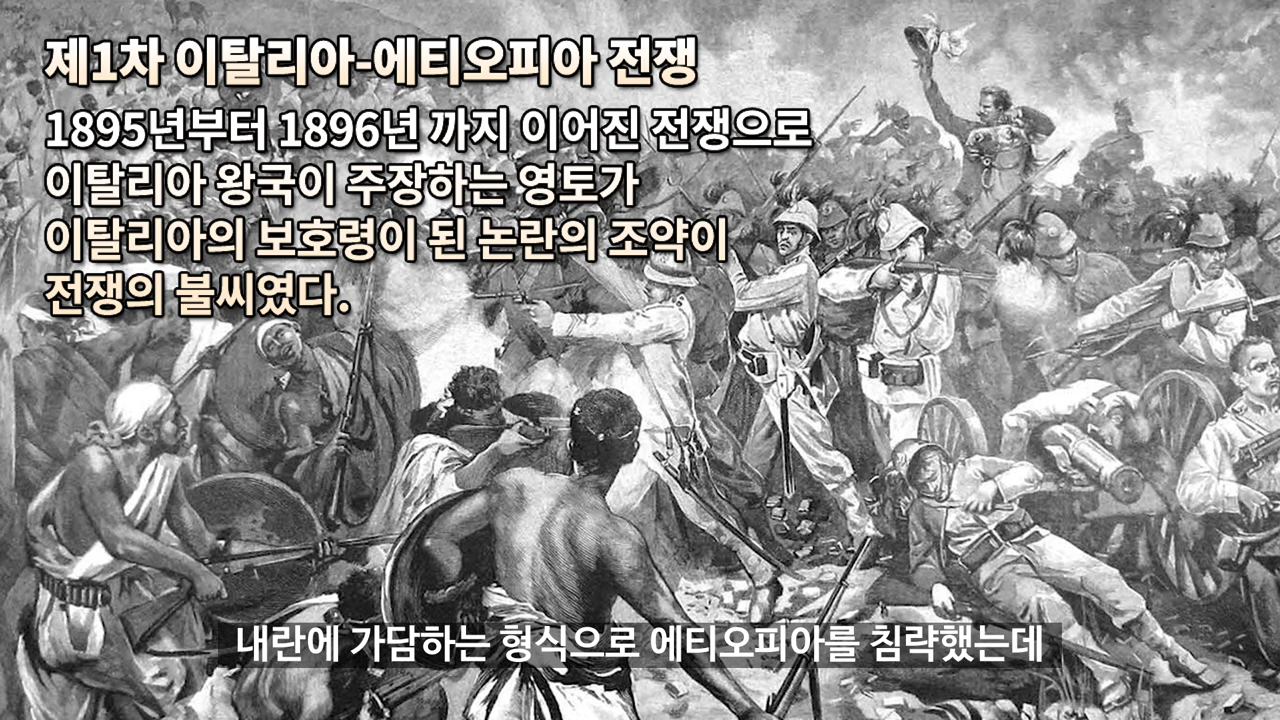 제1차 이탈리아-에티오피아 전쟁
1895년부터 1896년 까지 이어진 전쟁으로
이탈리아 왕국이 주장하는 영토가
이탈리아의 보호령이 된 논란의 조약이
전쟁의 불씨였다.
내란에 가담하는 형식으로 에티오피아를 침략했는데